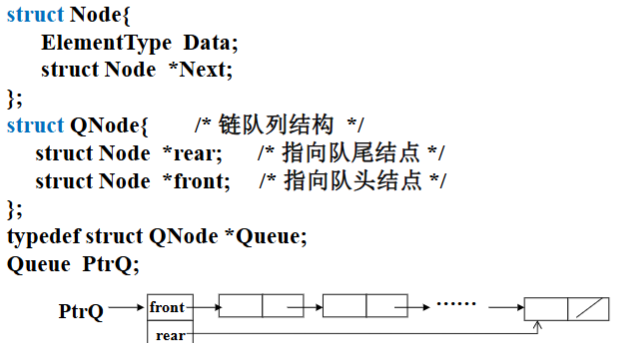 struct Node{
ElementType Data;
struct Node *Next;
};
struct QNode{ /* 链队列结构 */
struct Node *rear; /* 指向队尾结点 */
struct Node *front; /* 指向队头结点 */
};
typedef struct QNode *Queue;
Queue PtrQ;
PtrQ front ······
rear